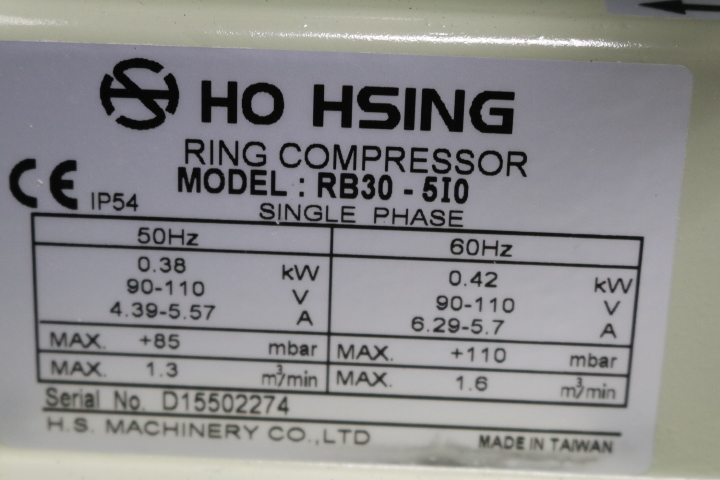 HO HSING
RING COMPRESSOR
CE IP54 MODEL : RB30 - 5I0
SINGLE PHASE
50Hz 60Hz
0.38 kW 0.42 kW
90-110 V 90-110 V
4.39-5.57 A 6.29-5.7 A
MAX. +85 mbar MAX. +110 mbar
MAX. 1.3 m³/min MAX. 1.6 m³/min
Serial No. D15502274
H.S. MACHINERY CO.,LTD MADE IN TAIWAN